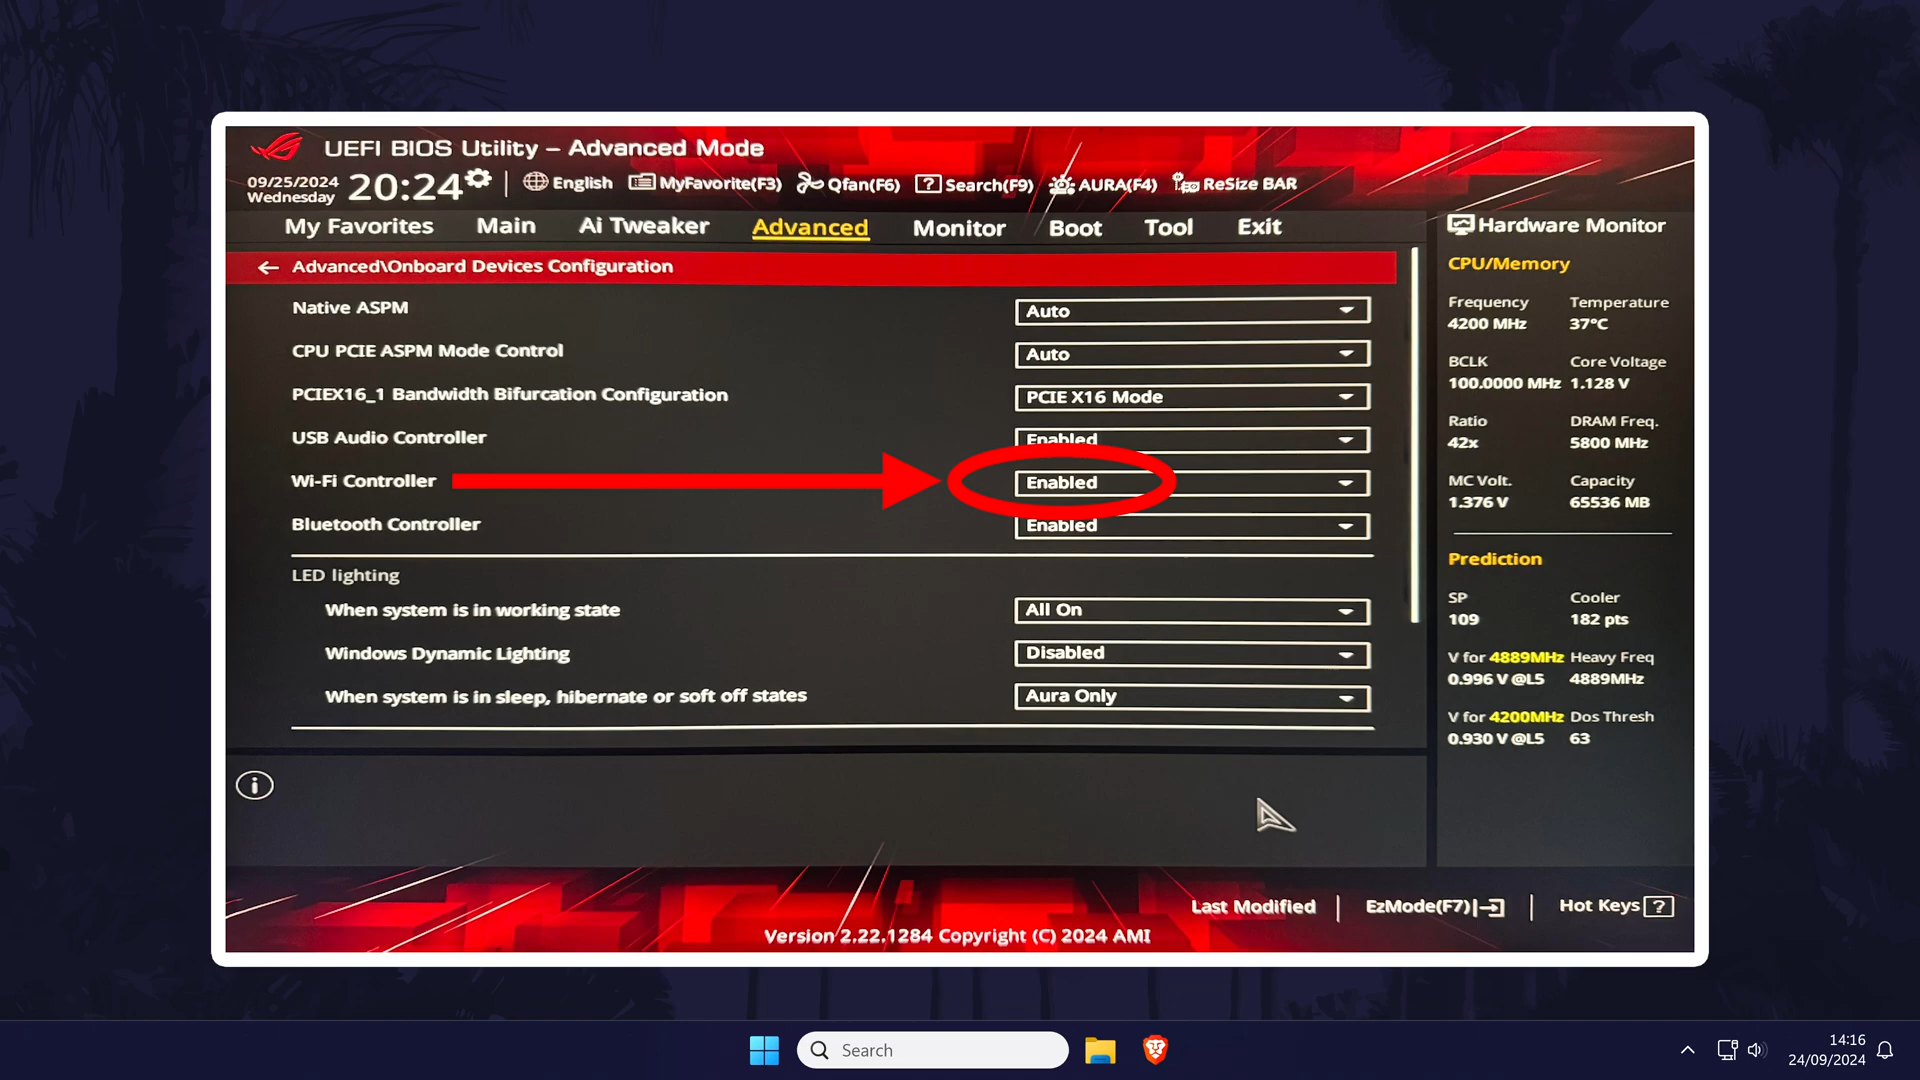 UEFI BIOS Utility – Advanced Mode
09/25/2024
Wednesday
20:24
English
MyFavorite(F3)
Qfan(F6)
? Search(F9)
AURA(F4)
ReSize BAR
My Favorites Main Ai Tweaker Advanced Monitor Boot Tool Exit
Hardware Monitor
← Advanced\Onboard Devices Configuration
Native ASPM Auto
CPU PCIE ASPM Mode Control Auto
PCIEX16_1 Bandwidth Bifurcation Configuration PCIE X16 Mode
USB Audio Controller Enabled
Wi-Fi Controller Enabled
Bluetooth Controller Enabled
LED lighting
When system is in working state All On
Windows Dynamic Lighting Disabled
When system is in sleep, hibernate or soft off states Aura Only
CPU/Memory
Frequency Temperature
4200 MHz 37°C
BCLK Core Voltage
100.0000 MHz 1.128 V
Ratio DRAM Freq.
42x 5800 MHz
MC Volt. Capacity
1.376 V 65536 MB
Prediction
SP Cooler
109 182 pts
V for 4889MHz Heavy Freq
0.996 V @L5 4889MHz
V for 4200MHz Dos Thresh
0.930 V @L5 63
i
Last Modified
EzMode(F7)
Hot Keys ?
Version 2.22.1284 Copyright (C) 2024 AMI
Search
14:16
24/09/2024